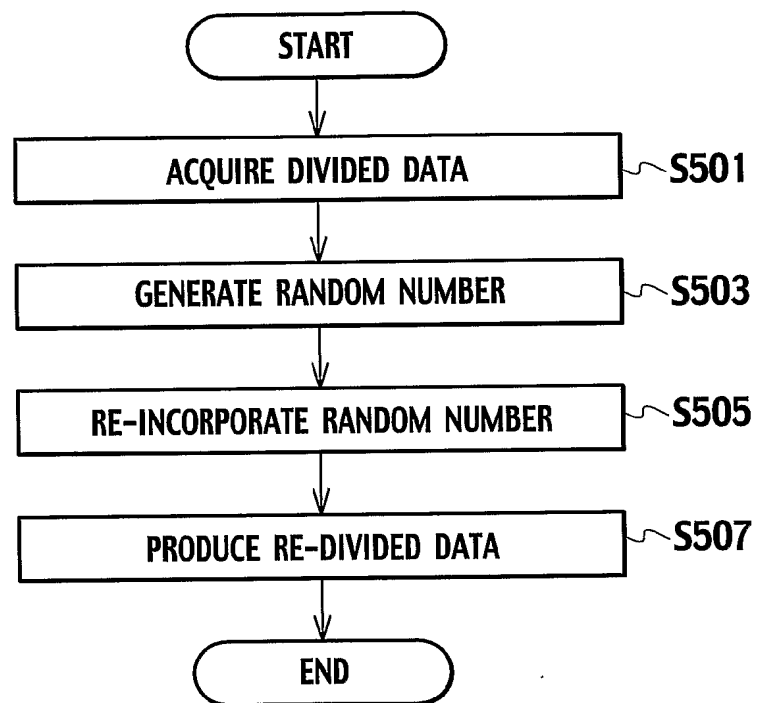 START
ACQUIRE DIVIDED DATA S501
GENERATE RANDOM NUMBER S503
RE-INCORPORATE RANDOM NUMBER S505
PRODUCE RE-DIVIDED DATA S507
END